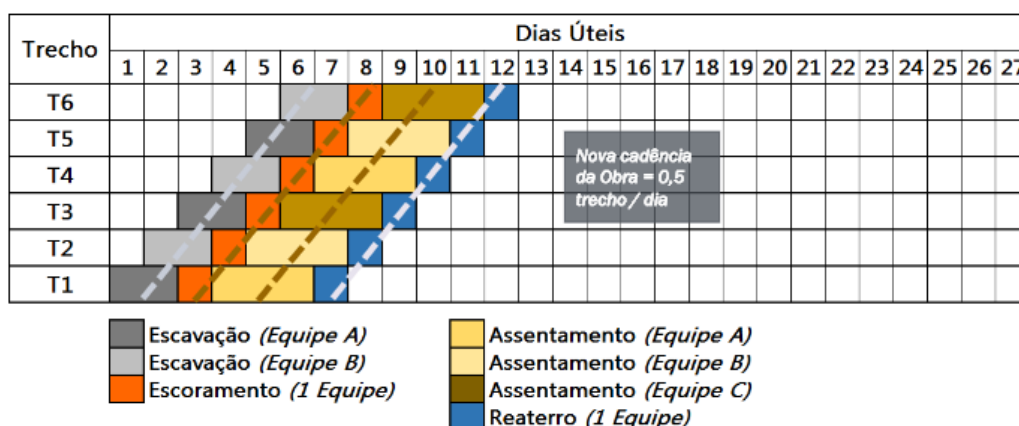 Trecho
Dias Úteis
1 2 3 4 5 6 7 8 9 10 11 12 13 14 15 16 17 18 19 20 21 22 23 24 25 26 27
T6
T5
T4
T3
T2
T1
Nova cadência
da Obra = 0,5
trecho / dia
Escavação (Equipe A)
Escavação (Equipe B)
Escoramento (1 Equipe)
Assentamento (Equipe A)
Assentamento (Equipe B)
Assentamento (Equipe C)
Reaterro (1 Equipe)